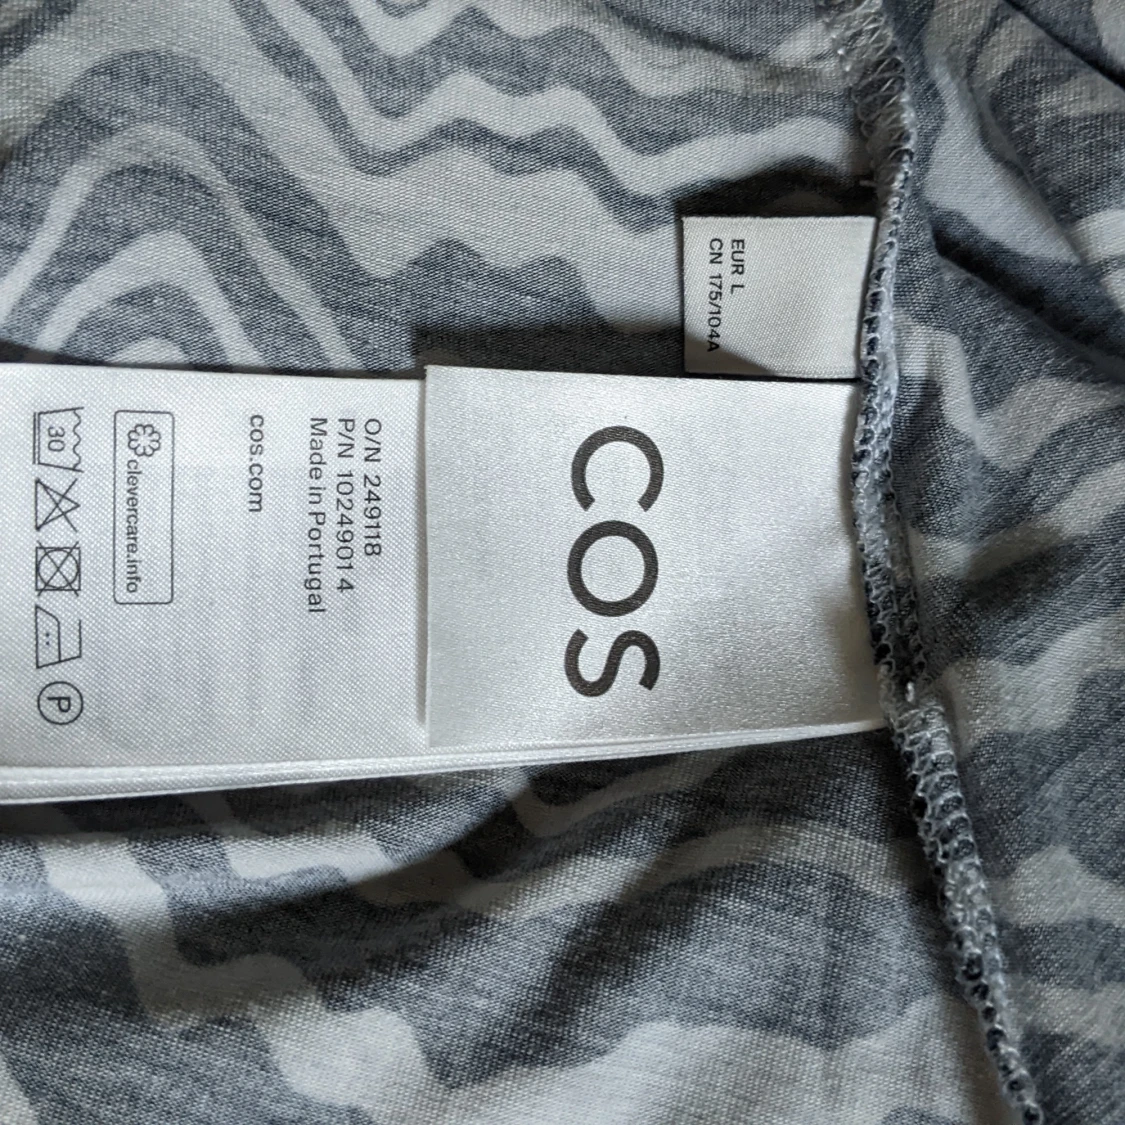 EUR L
CN 175/104A
COS
O/N 249118
P/N 10249014
Made in Portugal
cos.com
clevercare.info
30
P